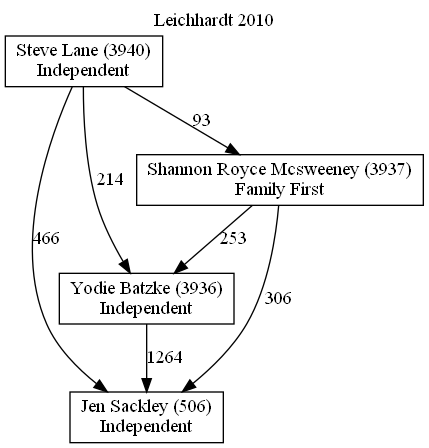 Leichhardt 2010
Steve Lane (3940)
Independent
93
Shannon Royce Mcsweeney (3937)
Family First
214
466
253
306
Yodie Batzke (3936)
Independent
1264
Jen Sackley (506)
Independent